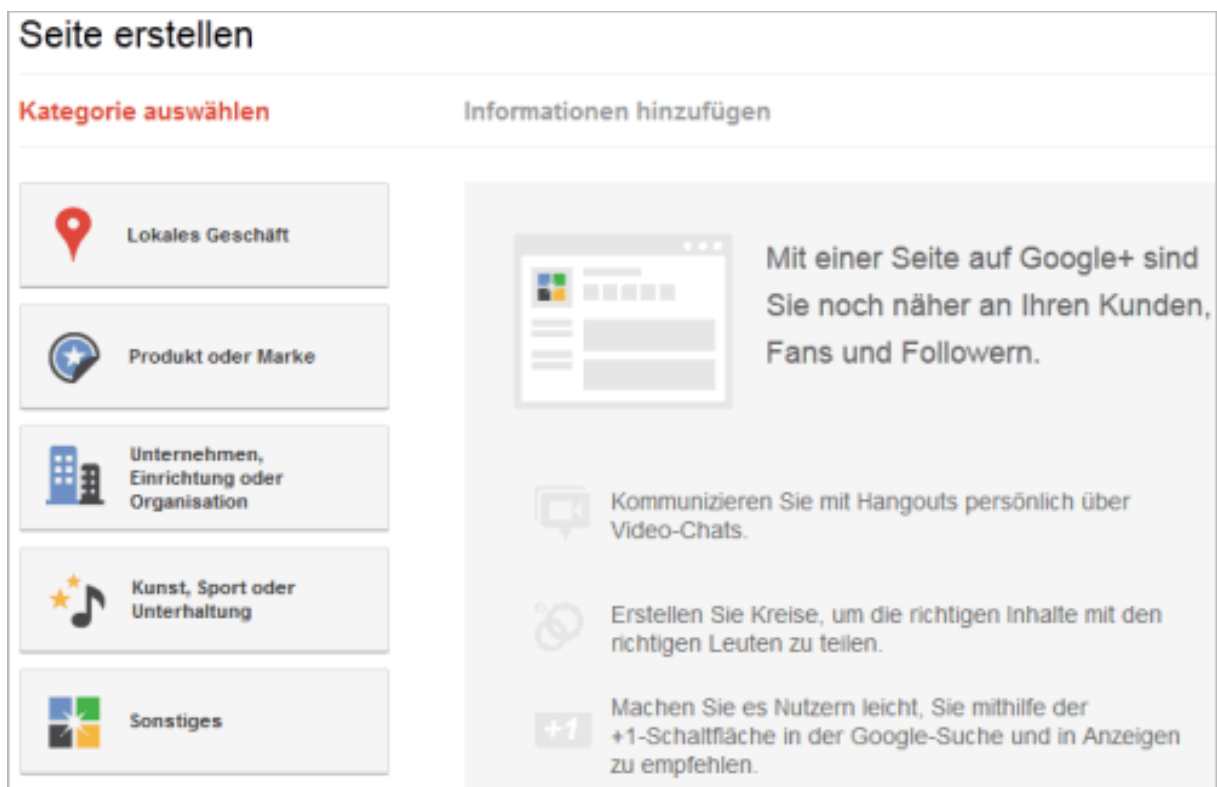 Seite erstellen
Kategorie auswählen
Informationen hinzufügen
Lokales Geschäft
Produkt oder Marke
Unternehmen,
Einrichtung oder
Organisation
Kunst, Sport oder
Unterhaltung
Sonstiges
Mit einer Seite auf Google+ sind
Sie noch näher an Ihren Kunden,
Fans und Followern.
Kommunizieren Sie mit Hangouts persönlich über
Video-Chats.
Erstellen Sie Kreise, um die richtigen Inhalte mit den
richtigen Leuten zu teilen.
+1
Machen Sie es Nutzern leicht, Sie mithilfe der
+1-Schaltfläche in der Google-Suche und in Anzeigen
zu empfehlen.